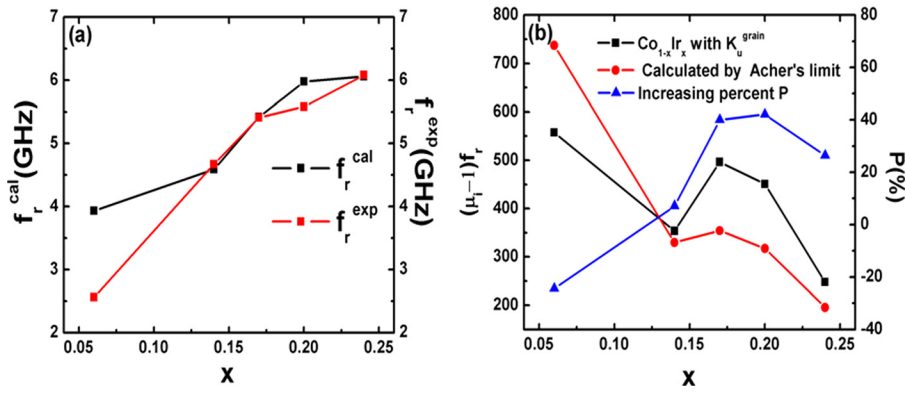 (a)
7
6
5
4
3
2
0.05 0.10 0.15 0.20 0.25
7
6
5
4
3
2
f_r^cal(GHz)
f_r^exp(GHz)
f_r^cal
f_r^exp
X
(b)
800
700
600
500
400
300
200
0.05 0.10 0.15 0.20 0.25
80
60
40
20
0
-20
-40
(μ_i−1)f_r
P(%)
Co_1-x Ir_x with K_u^grain
Calculated by Acher's limit
Increasing percent P
X